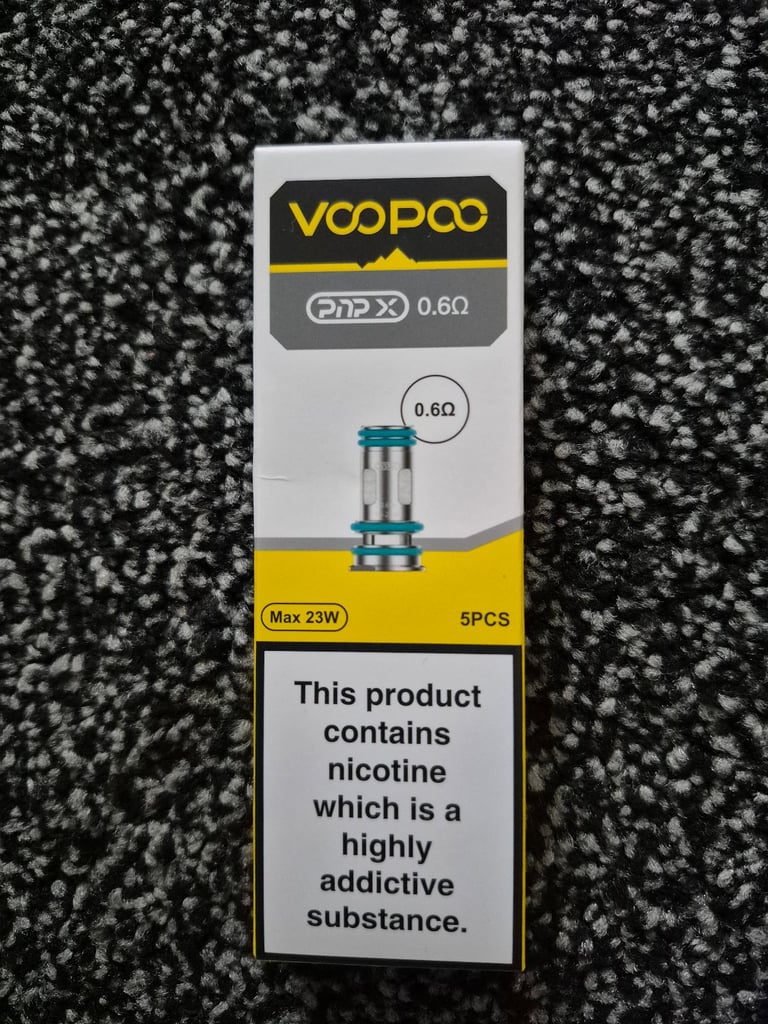 VOOPOO
PnP X 0.6Ω
0.6Ω
Max 23W 5PCS
This product
contains
nicotine
which is a
highly
addictive
substance.